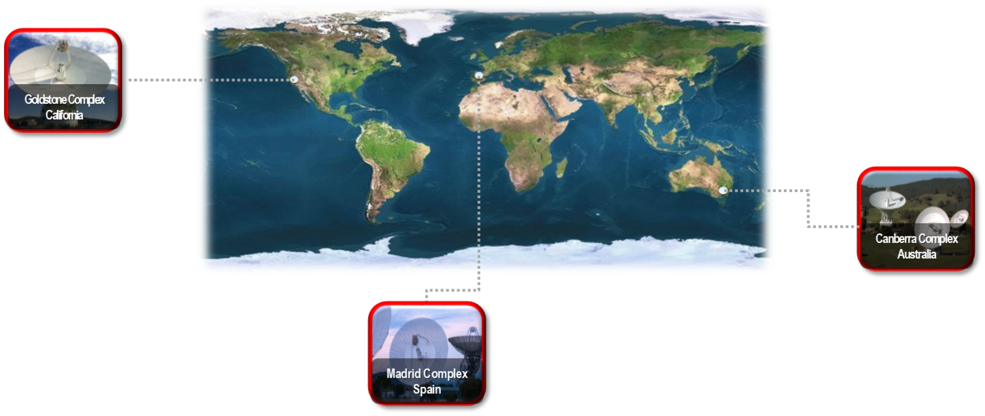 Goldstone Complex
California
Canberra Complex
Australia
Madrid Complex
Spain